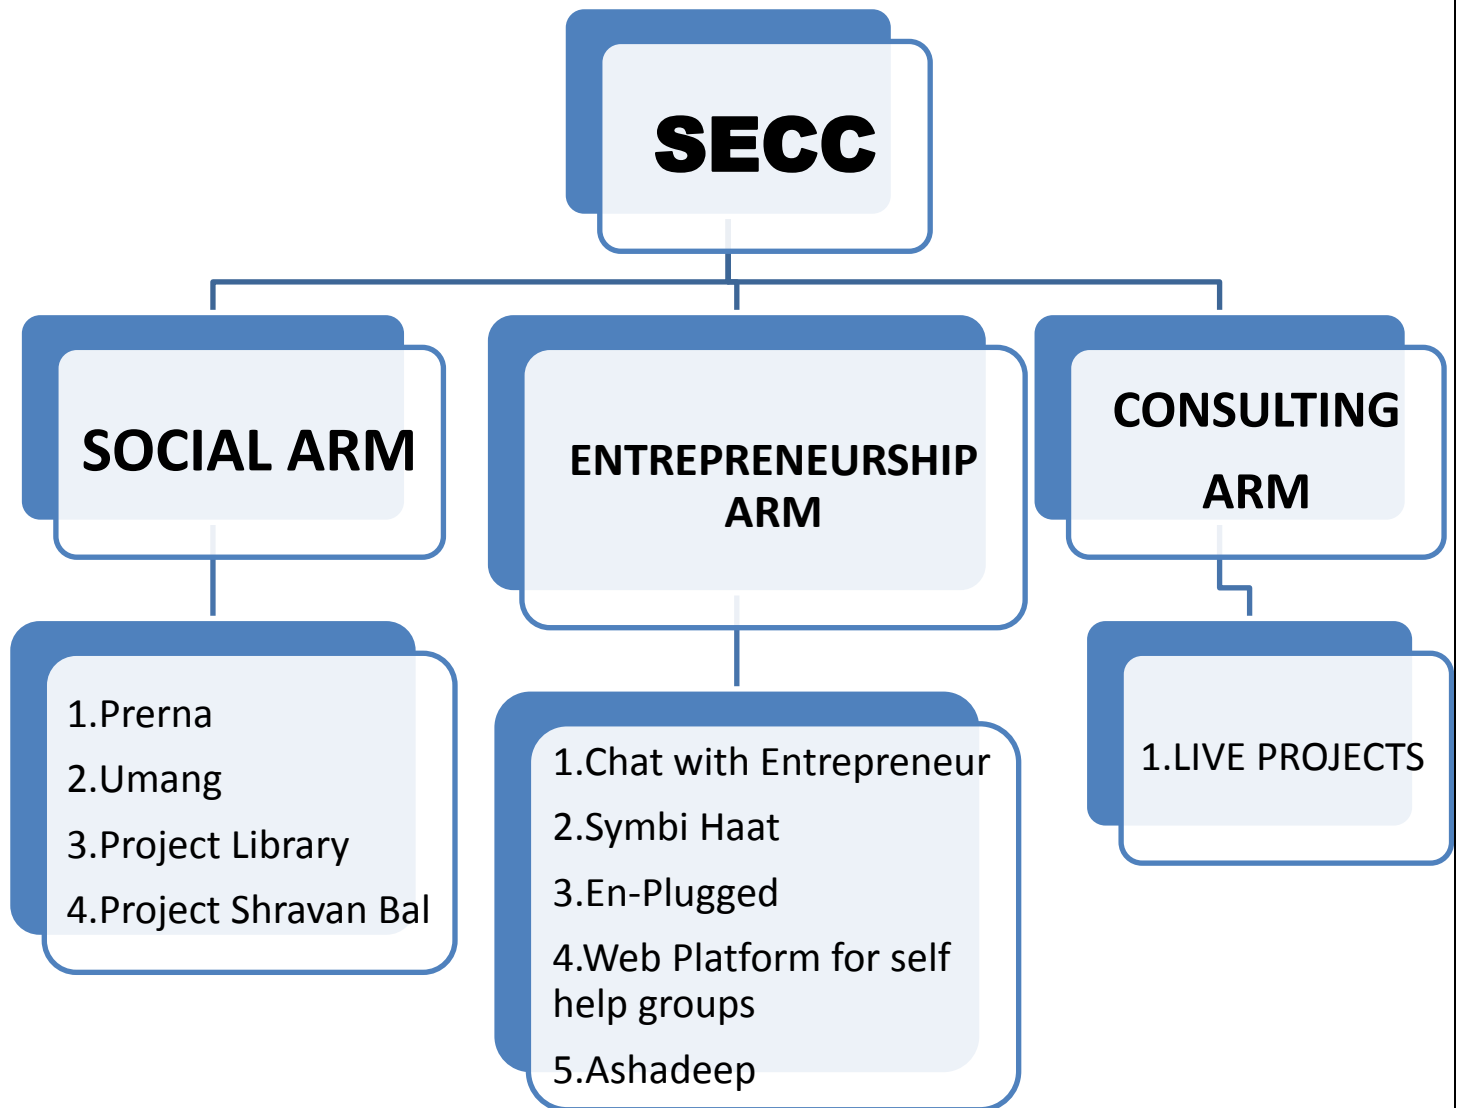 SECC
SOCIAL ARM
ENTREPRENEURSHIP
ARM
CONSULTING
ARM
1.Prerna
2.Umang
3.Project Library
4.Project Shravan Bal
1.Chat with Entrepreneur
2.Symbi Haat
3.En-Plugged
4.Web Platform for self
help groups
5.Ashadeep
1.LIVE PROJECTS